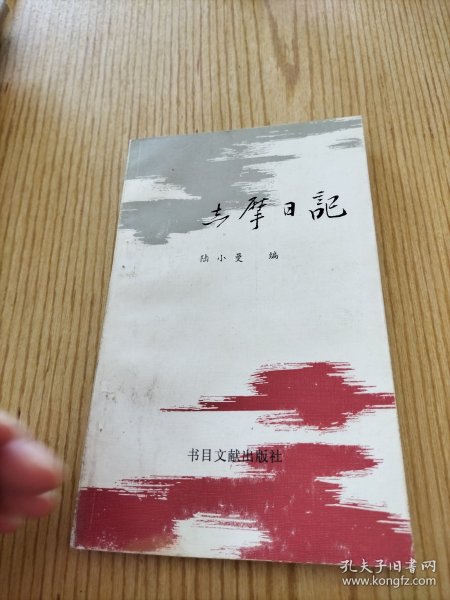 志摩日記
陆小曼 编
书目文献出版社
孔夫子旧书网
www.kongfz.com